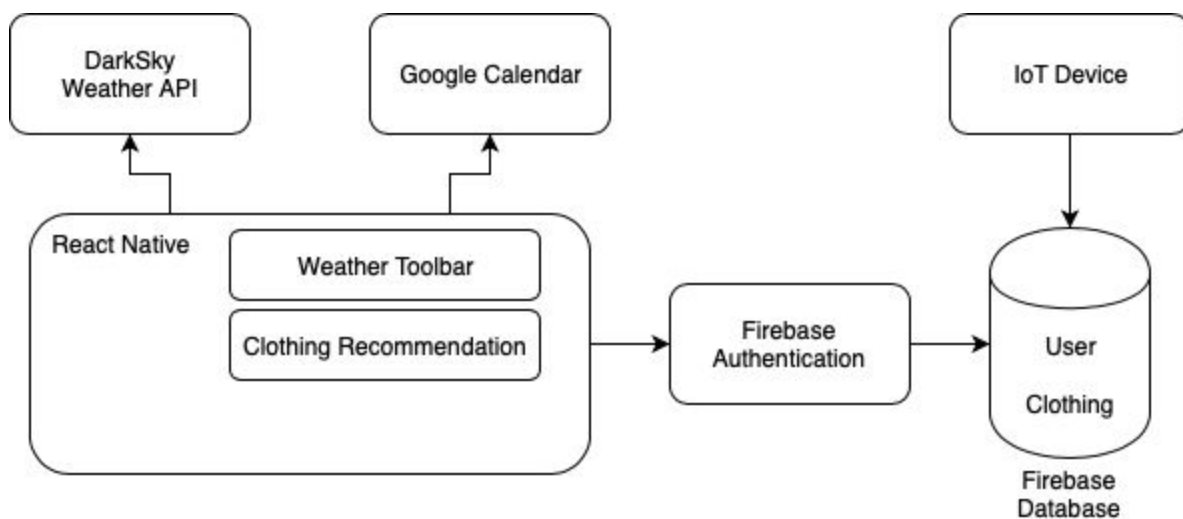 DarkSky
Weather API
Google Calendar
IoT Device
React Native
Weather Toolbar
Clothing Recommendation
Firebase
Authentication
User
Clothing
Firebase
Database